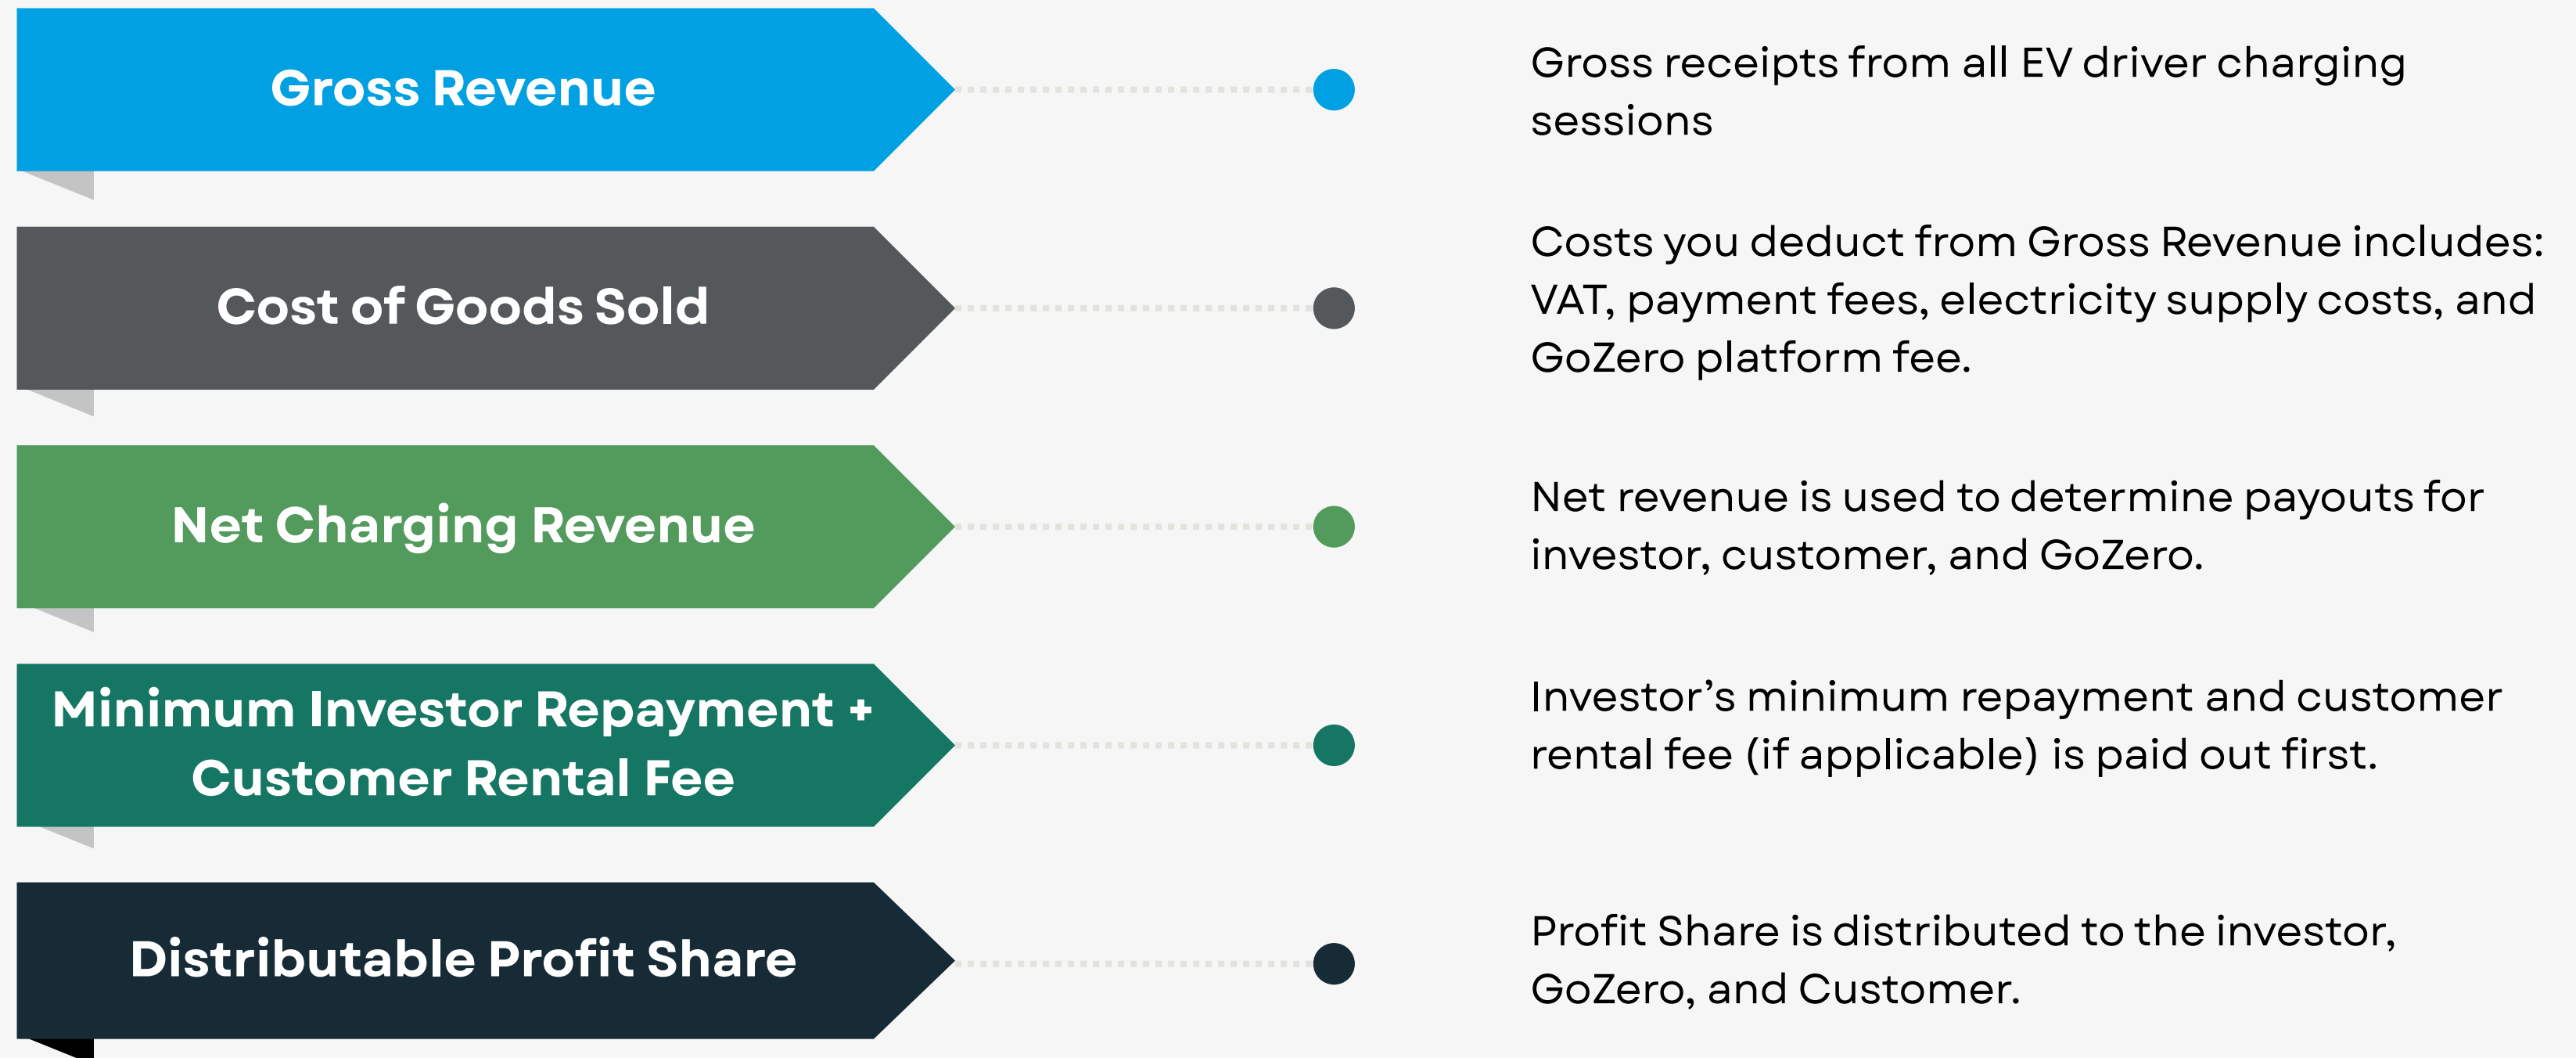 Gross Revenue
Gross receipts from all EV driver charging
sessions
Cost of Goods Sold
Costs you deduct from Gross Revenue includes:
VAT, payment fees, electricity supply costs, and
GoZero platform fee.
Net Charging Revenue
Net revenue is used to determine payouts for
investor, customer, and GoZero.
Minimum Investor Repayment +
Customer Rental Fee
Investor’s minimum repayment and customer
rental fee (if applicable) is paid out first.
Distributable Profit Share
Profit Share is distributed to the investor,
GoZero, and Customer.